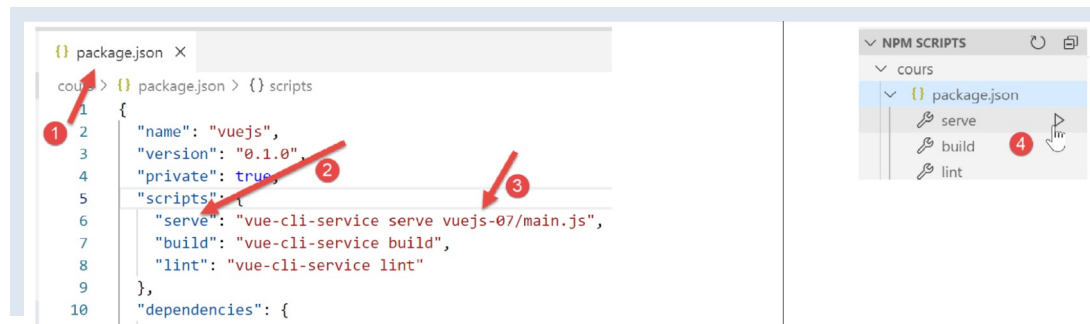 {} package.json ×
cours > {} package.json > {} scripts
1 {
2 "name": "vuejs",
3 "version": "0.1.0",
4 "private": true,
5 "scripts": {
6 "serve": "vue-cli-service serve vuejs-07/main.js",
7 "build": "vue-cli-service build",
8 "lint": "vue-cli-service lint"
9 },
10 "dependencies": {
1
2
3
NPM SCRIPTS
cours
{} package.json
serve
build
4
lint